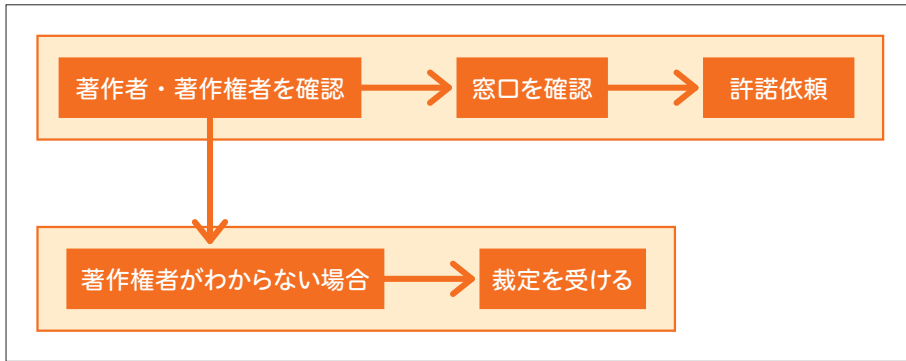 著作者・著作権者を確認
窓口を確認
許諾依頼
著作権者がわからない場合
裁定を受ける